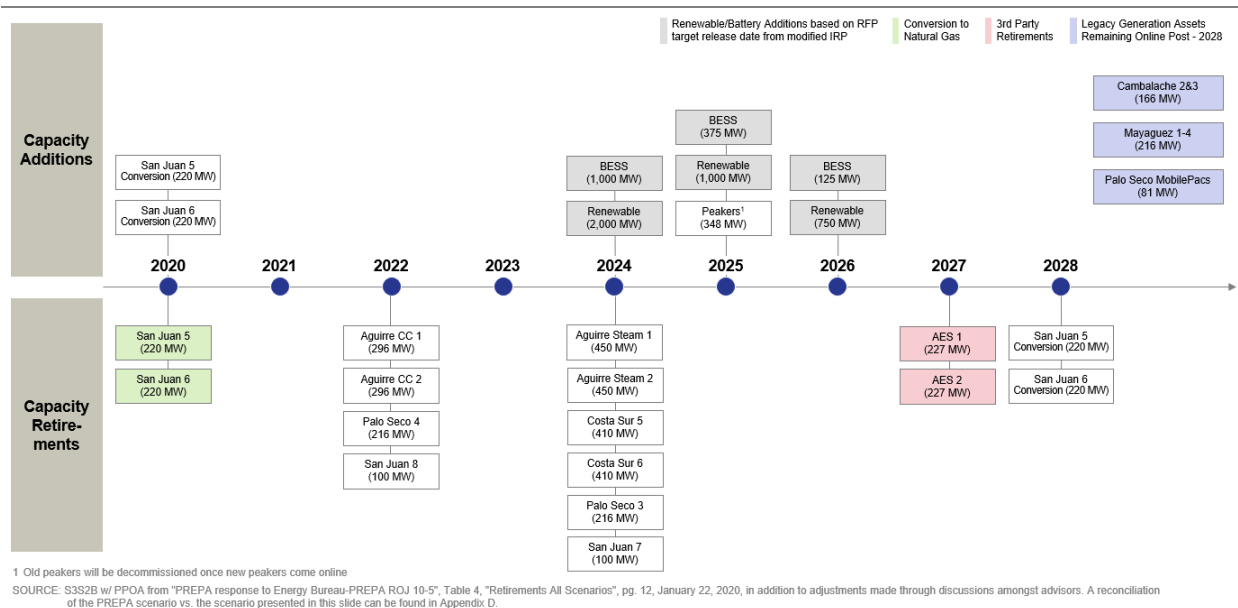 Renewable/Battery Additions based on RFP
target release date from modified IRP
Conversion to
Natural Gas
3rd Party
Retirements
Legacy Generation Assets
Remaining Online Post - 2028
Capacity
Additions
San Juan 5
Conversion (220 MW)
San Juan 6
Conversion (220 MW)
BESS
(1,000 MW)
Renewable
(2,000 MW)
BESS
(375 MW)
Renewable
(1,000 MW)
Peakers¹
(348 MW)
BESS
(125 MW)
Renewable
(750 MW)
Cambalache 2&3
(166 MW)
Mayaguez 1-4
(216 MW)
Palo Seco MobilePacs
(81 MW)
2020
2021
2022
2023
2024
2025
2026
2027
2028
Capacity
Retire-
ments
San Juan 5
(220 MW)
San Juan 6
(220 MW)
Aguirre CC 1
(296 MW)
Aguirre CC 2
(296 MW)
Palo Seco 4
(216 MW)
San Juan 8
(100 MW)
Aguirre Steam 1
(450 MW)
Aguirre Steam 2
(450 MW)
Costa Sur 5
(410 MW)
Costa Sur 6
(410 MW)
Palo Seco 3
(216 MW)
San Juan 7
(100 MW)
AES 1
(227 MW)
AES 2
(227 MW)
San Juan 5
Conversion (220 MW)
San Juan 6
Conversion (220 MW)
1 Old peakers will be decommissioned once new peakers come online
SOURCE: S3S2B w/ PPOA from "PREPA response to Energy Bureau-PREPA ROJ 10-5", Table 4, "Retirements All Scenarios", pg. 12, January 22, 2020, in addition to adjustments made through discussions amongst advisors. A reconciliation
of the PREPA scenario vs. the scenario presented in this slide can be found in Appendix D.